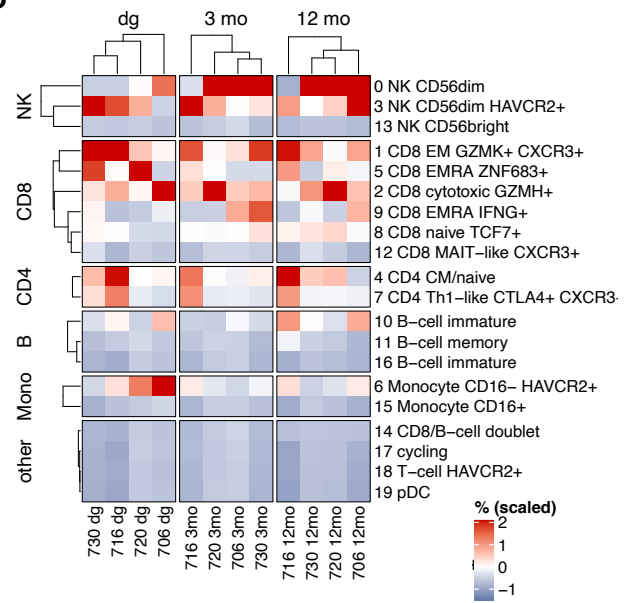 dg 3 mo 12 mo
NK
0 NK CD56dim
3 NK CD56dim HAVCR2+
13 NK CD56bright
CD8
1 CD8 EM GZMK+ CXCR3+
5 CD8 EMRA ZNF683+
2 CD8 cytotoxic GZMH+
9 CD8 EMRA IFNG+
8 CD8 naive TCF7+
12 CD8 MAIT−like CXCR3+
CD4
4 CD4 CM/naive
7 CD4 Th1−like CTLA4+ CXCR3
B
10 B−cell immature
11 B−cell memory
16 B−cell immature
Mono
6 Monocyte CD16− HAVCR2+
15 Monocyte CD16+
other
14 CD8/B−cell doublet
17 cycling
18 T−cell HAVCR2+
19 pDC
730 dg
716 dg
720 dg
706 dg
716 3mo
720 3mo
706 3mo
730 3mo
716 12mo
730 12mo
720 12mo
706 12mo
% (scaled)
2
1
0
−1